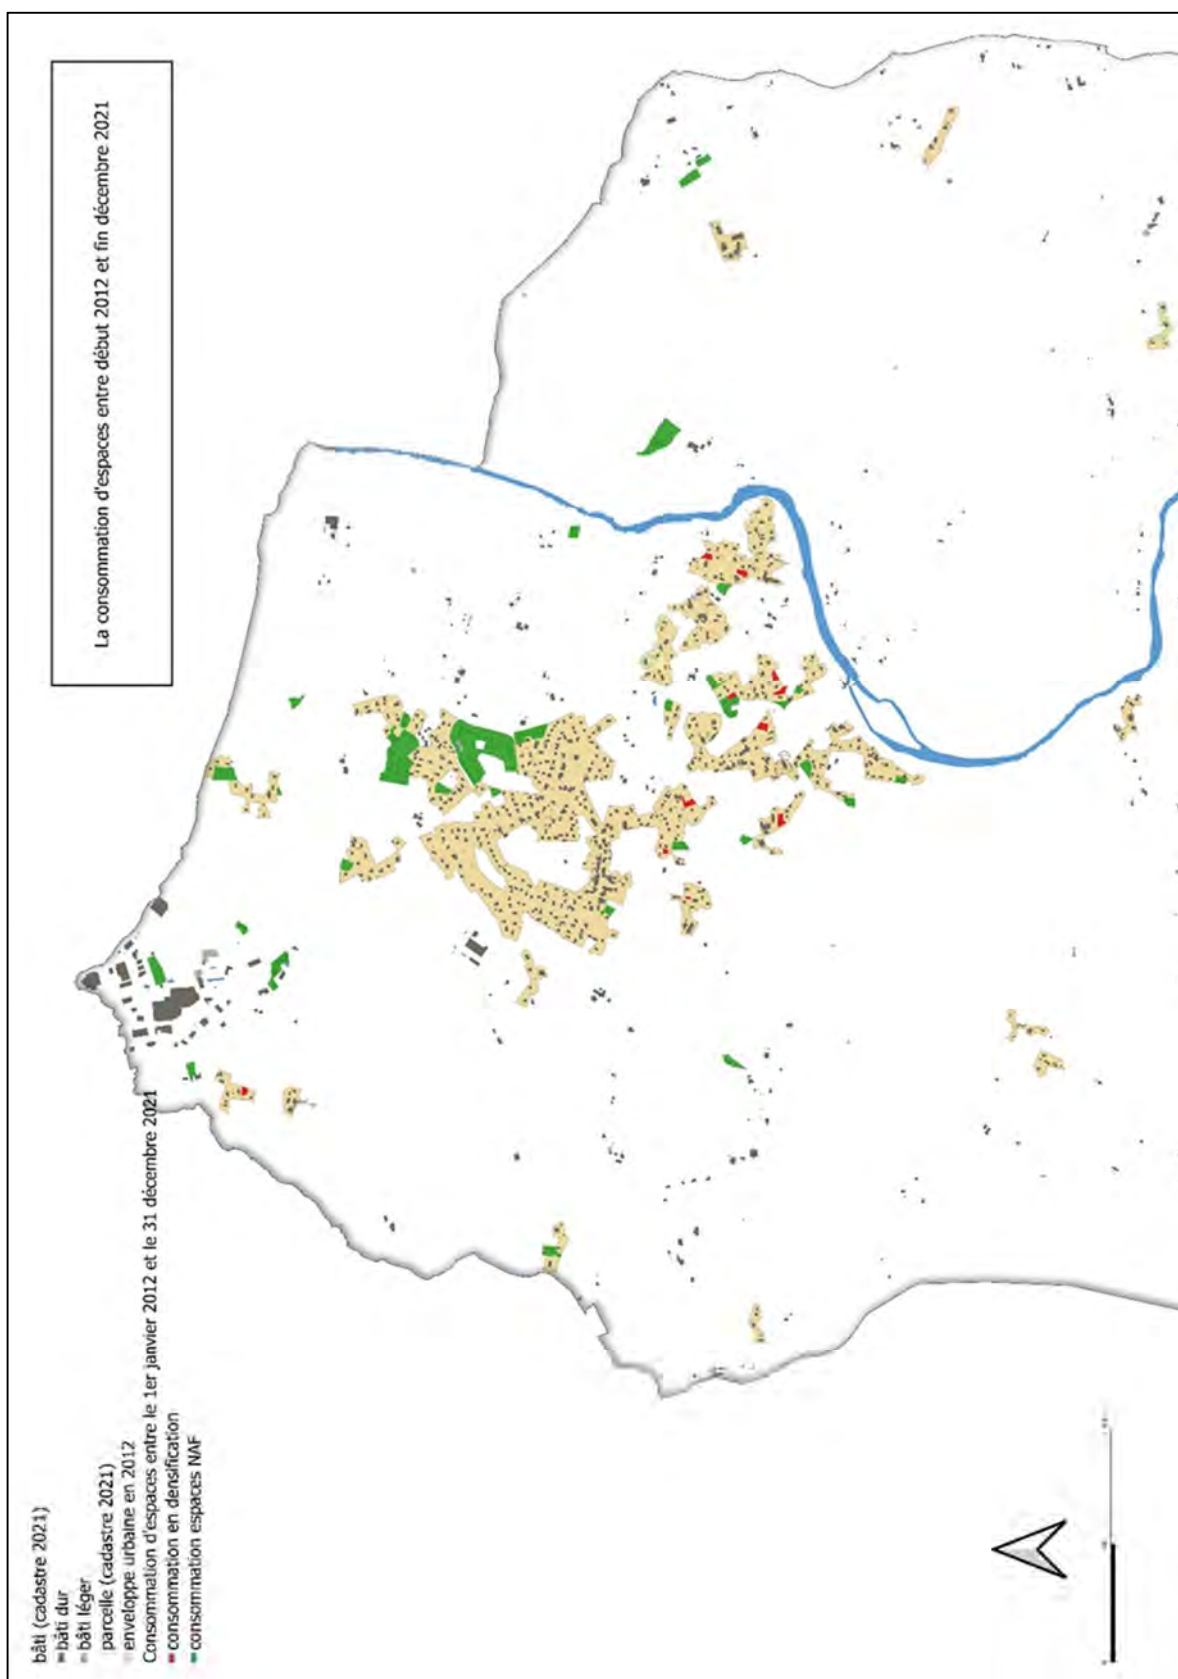 La consommation d'espaces entre début 2012 et fin décembre 2021
bâti (cadastre 2021)
bâti dur
bâti léger
parcelle (cadastre 2021)
enveloppe urbaine en 2012
Consommation d'espaces entre le 1er janvier 2012 et le 31 décembre 2021
consommation en densification
consommation espaces NAF